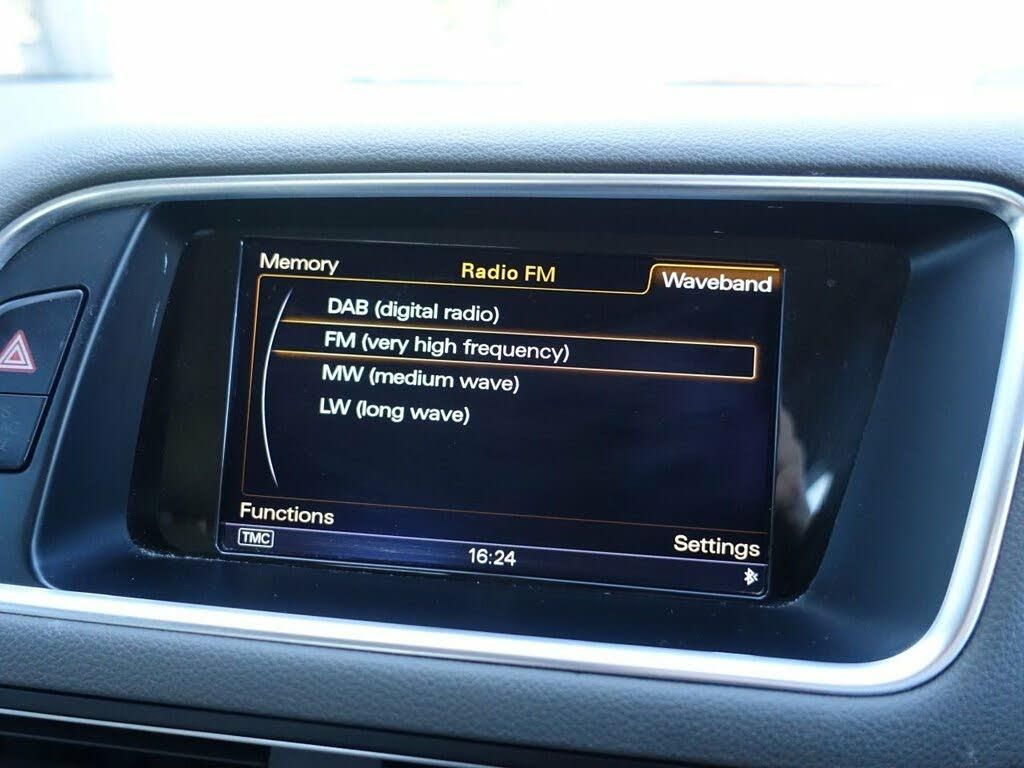 Memory
Radio FM
Waveband
DAB (digital radio)
FM (very high frequency)
MW (medium wave)
LW (long wave)
Functions
Settings
TMC
16:24